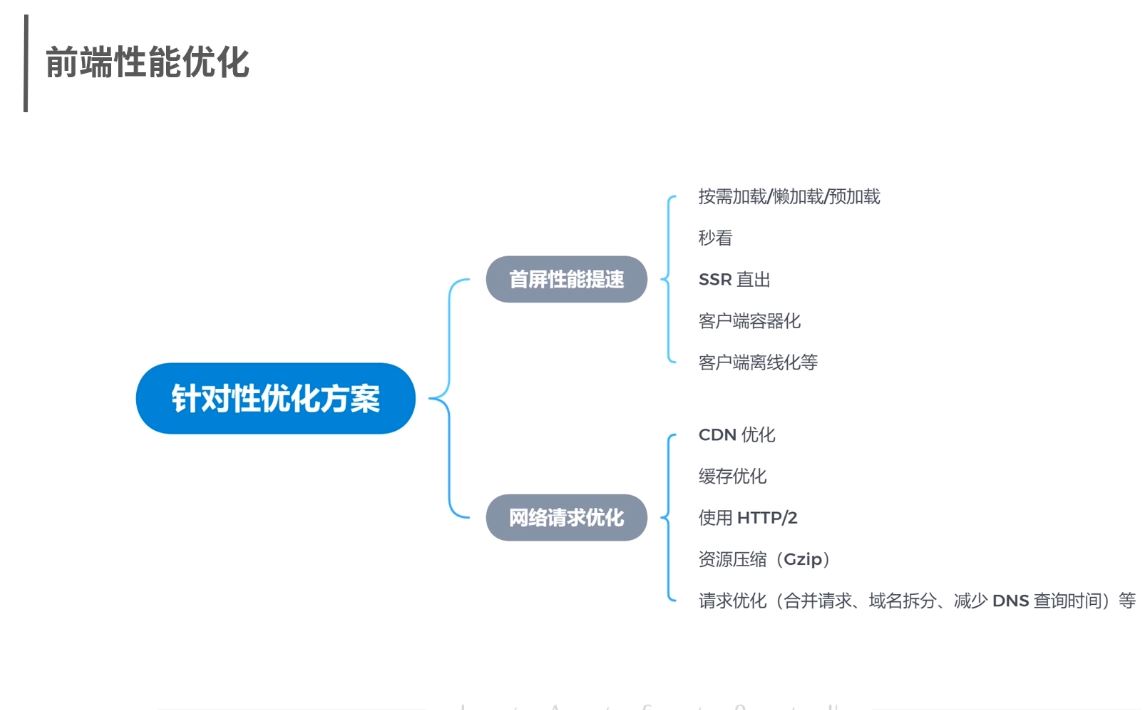 前端性能优化
针对性优化方案
首屏性能提速
按需加载/懒加载/预加载
秒看
SSR 直出
客户端容器化
客户端离线化等
网络请求优化
CDN 优化
缓存优化
使用 HTTP/2
资源压缩（Gzip）
请求优化（合并请求、域名拆分、减少 DNS 查询时间）等